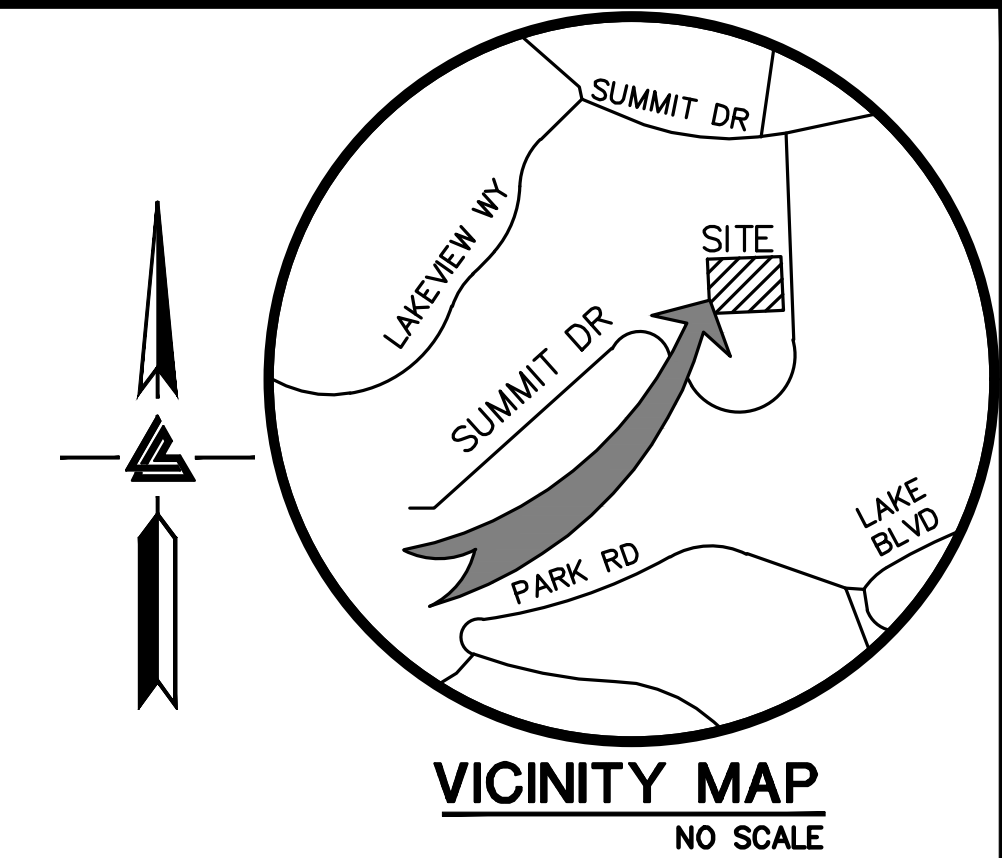 SUMMIT DR
LAKEVIEW WY
SITE
SUMMIT DR
LAKE
BLVD
PARK RD
VICINITY MAP
NO SCALE